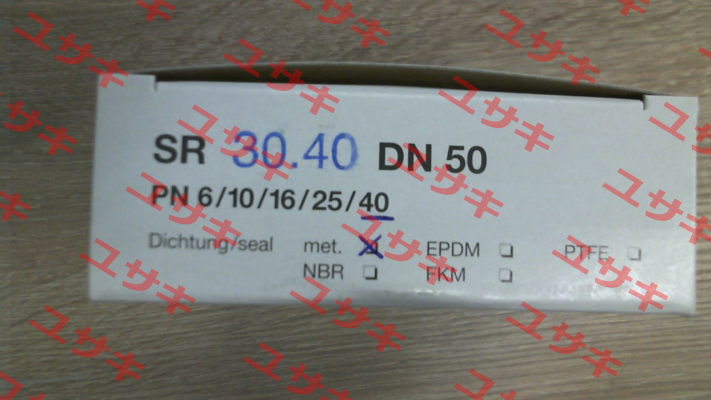 SR 30.40 DN 50
PN 6/10/16/25/40
Dichtung/seal met. ☒ EPDM ☐ PTFE ☐
NBR ☐ FKM ☐
ユサキ